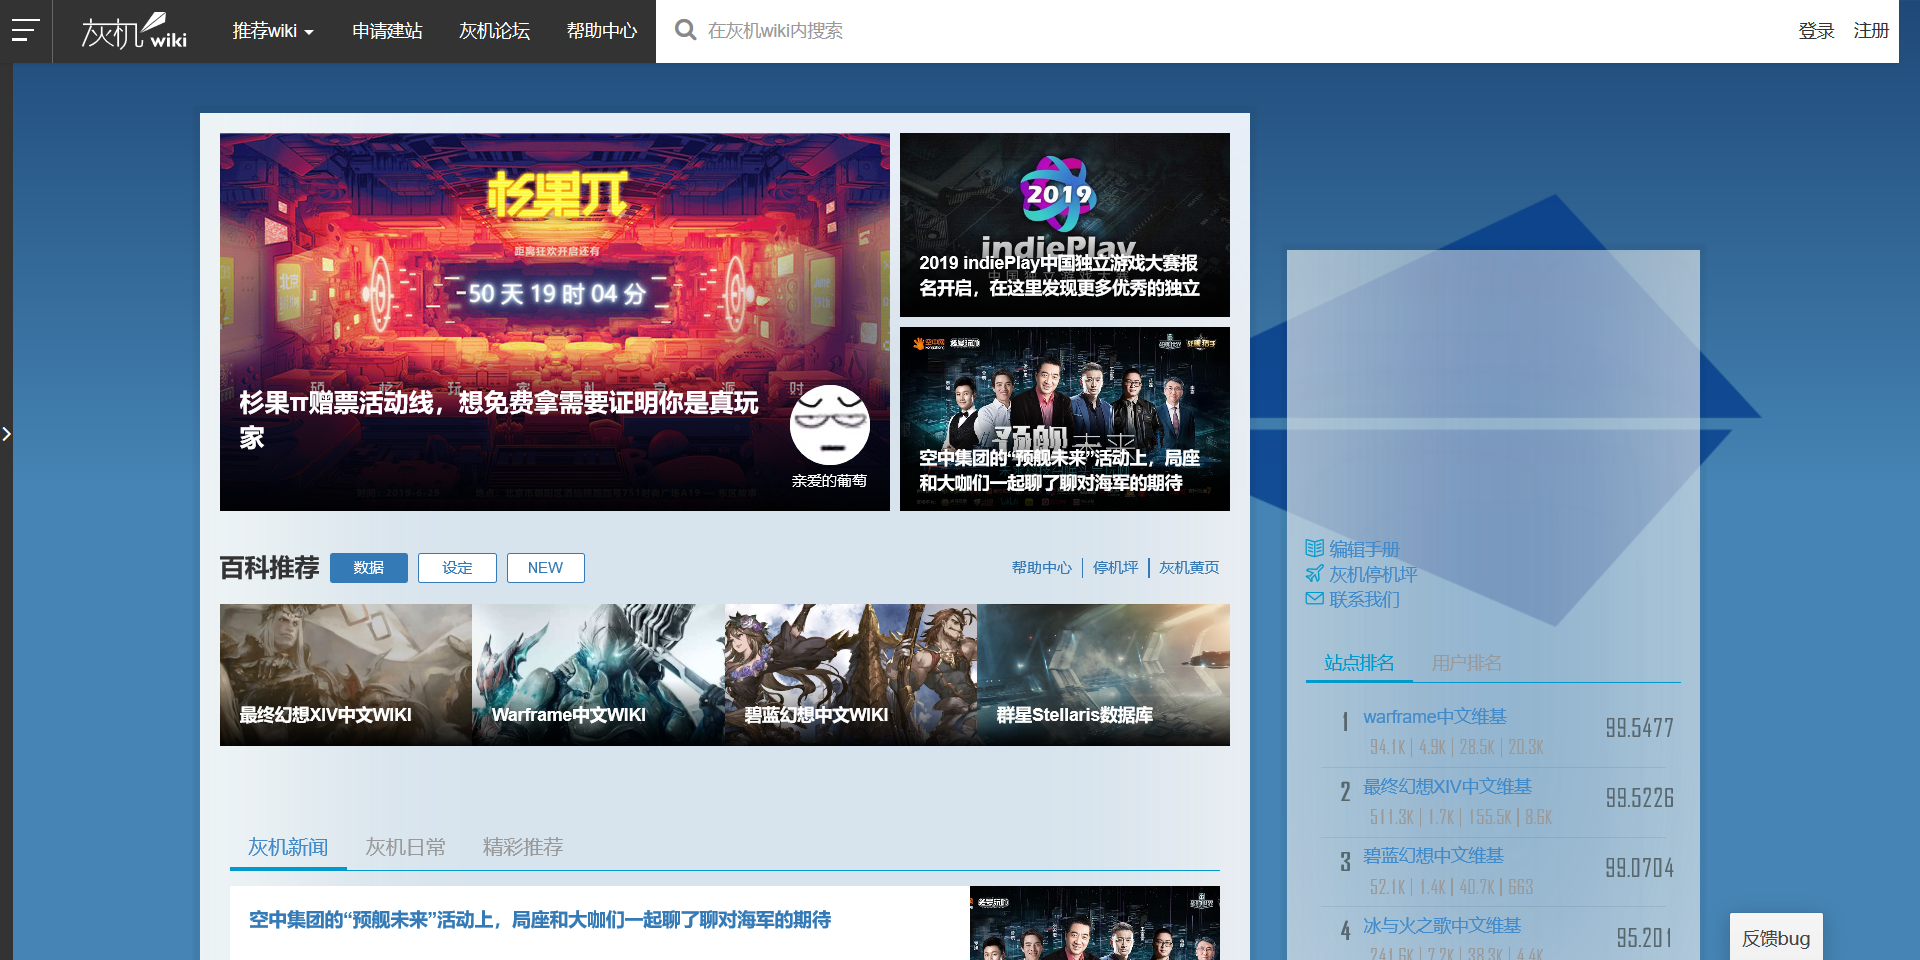 灰机wiki
推荐wiki
申请建站
灰机论坛
帮助中心
在灰机wiki内搜索
登录
注册
杉果π
距离狂欢开启还有
-50 天 19 时 04 分
杉果π赠票活动线，想免费拿需要证明你是真玩
家
亲爱的葡萄
2019
indiePlay
2019 indiePlay中国独立游戏大赛报
名开启，在这里发现更多优秀的独立
预舰未来
空中集团的“预舰未来”活动上，局座
和大咖们一起聊了聊对海军的期待
百科推荐
数据
设定
NEW
帮助中心
停机坪
灰机黄页
最终幻想XIV中文WIKI
Warframe中文WIKI
碧蓝幻想中文WIKI
群星Stellaris数据库
编辑手册
灰机停机坪
联系我们
站点排名
用户排名
1 warframe中文维基 99.5477
94.1K | 4.9K | 28.5K | 20.3K
2 最终幻想XIV中文维基 99.5226
511.3K | 1.7K | 155.5K | 8.6K
3 碧蓝幻想中文维基 99.0704
52.1K | 1.4K | 40.7K | 663
4 冰与火之歌中文维基 95.201
241.6K | 7.2K | 38.3K | 4.4K
灰机新闻
灰机日常
精彩推荐
空中集团的“预舰未来”活动上，局座和大咖们一起聊了聊对海军的期待
反馈bug